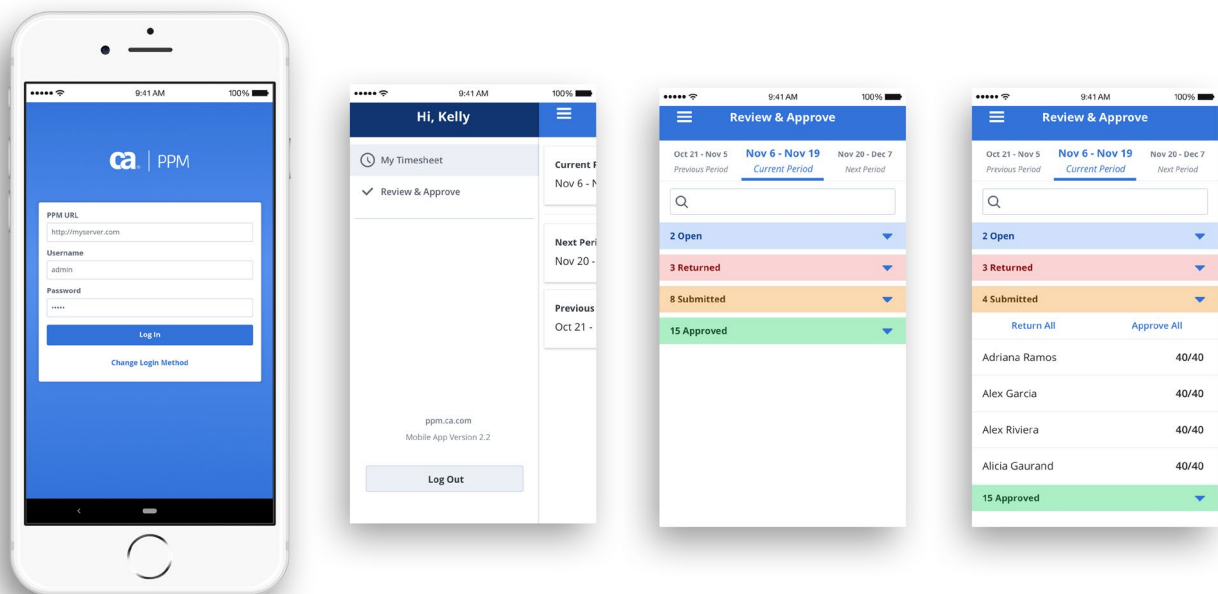 9:41 AM 100%
ca. | PPM
PPM URL
http://myserver.com
Username
admin
Password
•••••
Log In
Change Login Method
9:41 AM 100%
Hi, Kelly
My Timesheet
Review & Approve
ppm.ca.com
Mobile App Version 2.2
Log Out
Current P
Nov 6 - N
Next Peri
Nov 20 -
Previous
Oct 21 -
9:41 AM 100%
Review & Approve
Oct 21 - Nov 5 Nov 6 - Nov 19 Nov 20 - Dec 7
Previous Period Current Period Next Period
2 Open
3 Returned
8 Submitted
15 Approved
9:41 AM 100%
Review & Approve
Oct 21 - Nov 5 Nov 6 - Nov 19 Nov 20 - Dec 7
Previous Period Current Period Next Period
2 Open
3 Returned
4 Submitted
Return All Approve All
Adriana Ramos 40/40
Alex Garcia 40/40
Alex Riviera 40/40
Alicia Gaurand 40/40
15 Approved